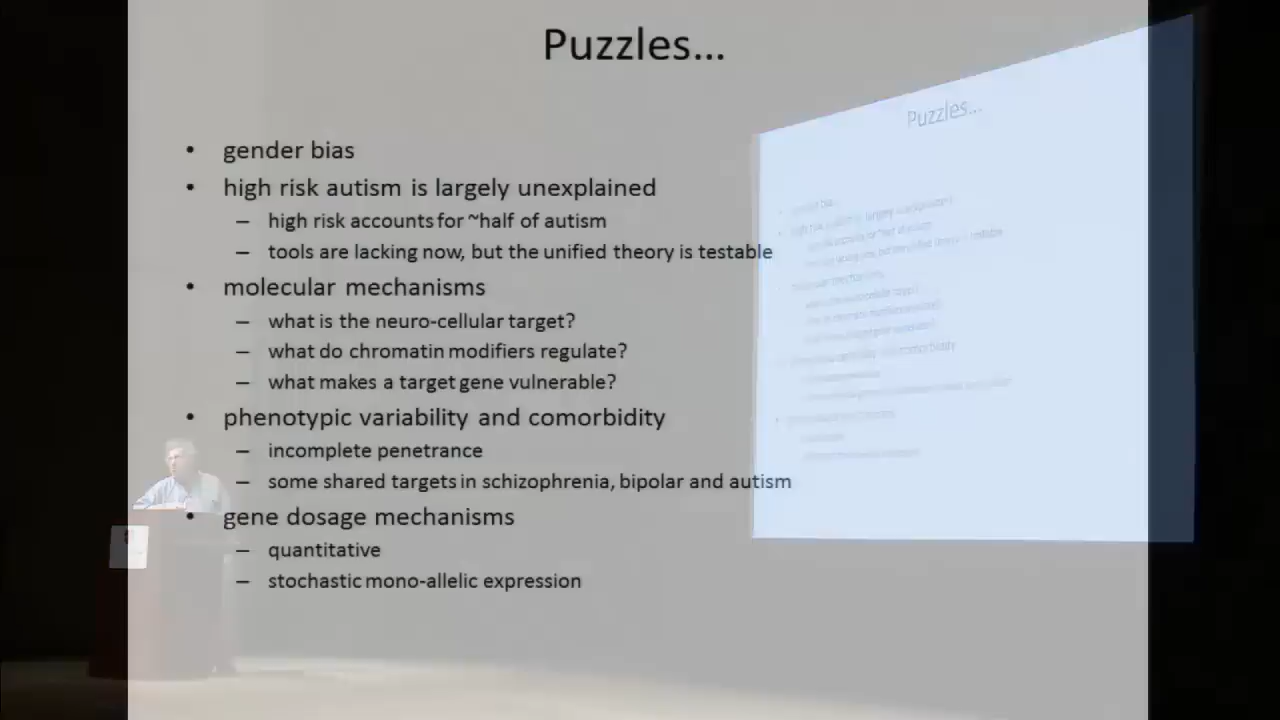 Puzzles...
• gender bias
• high risk autism is largely unexplained
– high risk accounts for ~half of autism
– tools are lacking now, but the unified theory is testable
• molecular mechanisms
– what is the neuro-cellular target?
– what do chromatin modifiers regulate?
– what makes a target gene vulnerable?
• phenotypic variability and comorbidity
– incomplete penetrance
– some shared targets in schizophrenia, bipolar and autism
• gene dosage mechanisms
– quantitative
– stochastic mono-allelic expression
Puzzles...